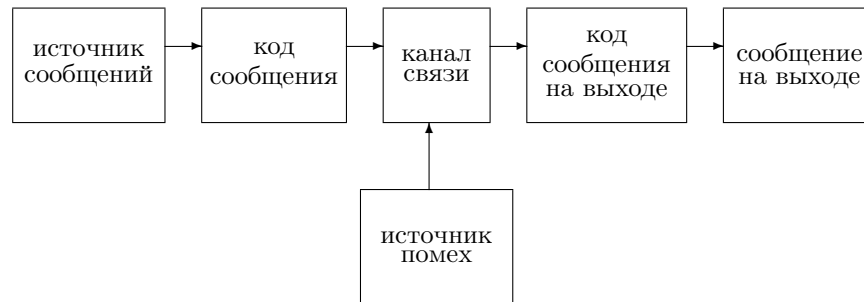 источник
сообщений
код
сообщения
канал
связи
код
сообщения
на выходе
сообщение
на выходе
источник
помех